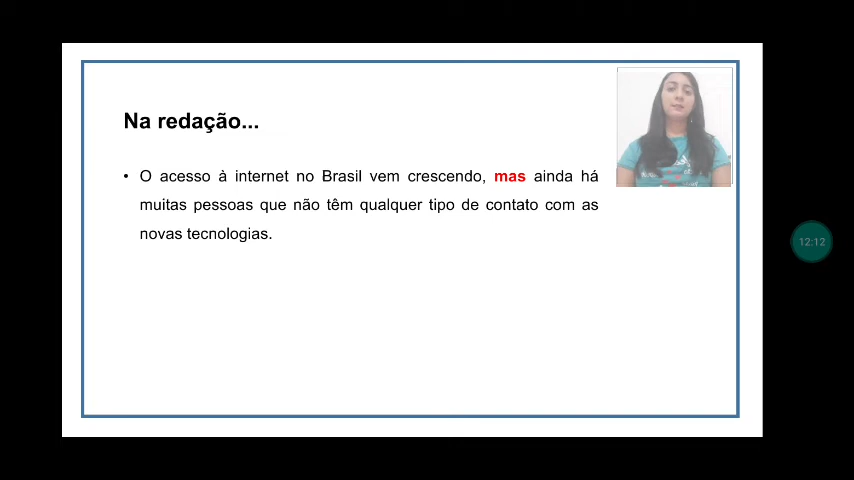 Na redação...
• O acesso à internet no Brasil vem crescendo, mas ainda há
muitas pessoas que não têm qualquer tipo de contato com as
novas tecnologias.
12:12